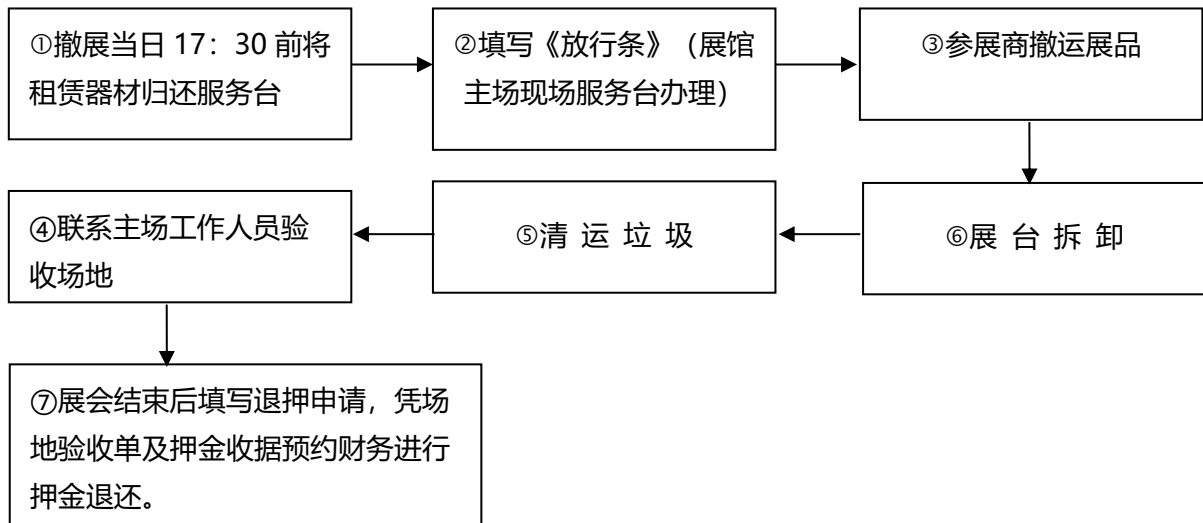 ①撤展当日 17：30 前将
租赁器材归还服务台
②填写《放行条》（展馆
主场现场服务台办理）
③参展商撤运展品
④联系主场工作人员验
收场地
⑤清 运 垃 圾
⑥展 台 拆 卸
⑦展会结束后填写退押申请，凭场
地验收单及押金收据预约财务进行
押金退还。